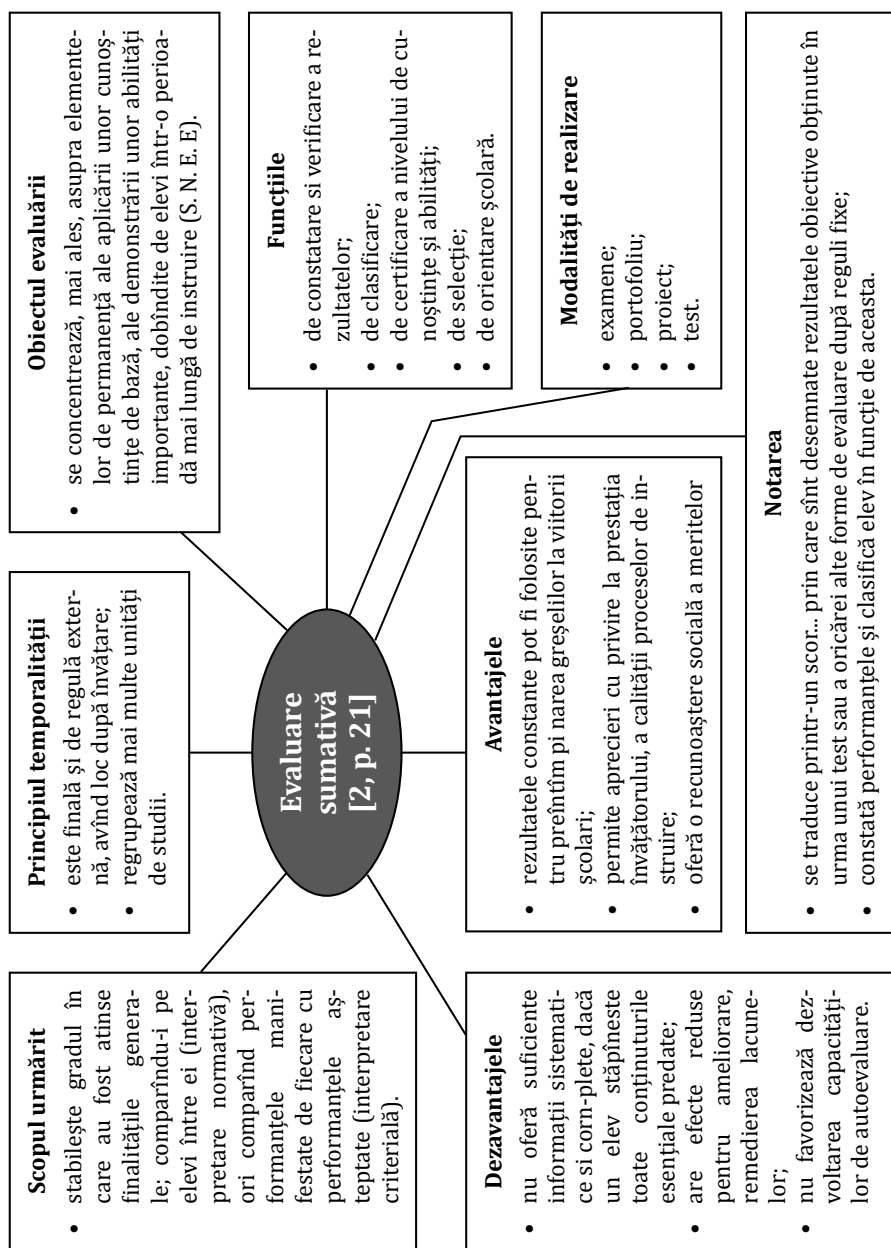 Scopul urmărit
• stabilește gradul în
care au fost atinse
finalitățile genera-
le; comparîndu-i pe
elevi între ei (inter-
pretare normativă),
ori comparînd per-
formanțele mani-
festate de fiecare cu
performanțele aș-
teptate (interpretare
criterială).
Principiul temporalității
• este finală și de regulă exter-
nă, avînd loc după învățare;
• regrupează mai multe unități
de studii.
Obiectul evaluării
• se concentrează, mai ales, asupra elemente-
lor de permanență ale aplicării unor cunoș-
tințe de bază, ale demonstrării unor abilități
importante, dobîndite de elevi într-o perioa-
dă mai lungă de instruire (S. N. E. E).
Evaluare
sumativă
[2, p. 21]
Funcțiile
• de constatare si verificare a re-
zultatelor;
• de clasificare;
• de certificare a nivelului de cu-
noștințe și abilități;
• de selecție;
• de orientare școlară.
Dezavantajele
• nu oferă suficiente
informații sistemati-
ce si corn-plete, dacă
un elev stăpîneste
toate conținuturile
esențiale predate;
• are efecte reduse
pentru ameliorare,
remedierea lacune-
lor;
• nu favorizează dez-
voltarea capacități-
lor de autoevaluare.
Avantajele
• rezultatele constante pot fi folosite pen-
tru preîntîm pi narea greșelilor la viitorii
școlari;
• permite aprecieri cu privire la prestația
învățătorului, a calității proceselor de in-
struire;
• oferă o recunoaștere socială a meritelor
Modalități de realizare
• examene;
• portofoliu;
• proiect;
• test.
Notarea
• se traduce printr-un scor... prin care sînt desemnate rezultatele obiective obținute în
urma unui test sau a oricărei alte forme de evaluare după reguli fixe;
• constată performanțele și clasifică elev în funcție de aceasta.